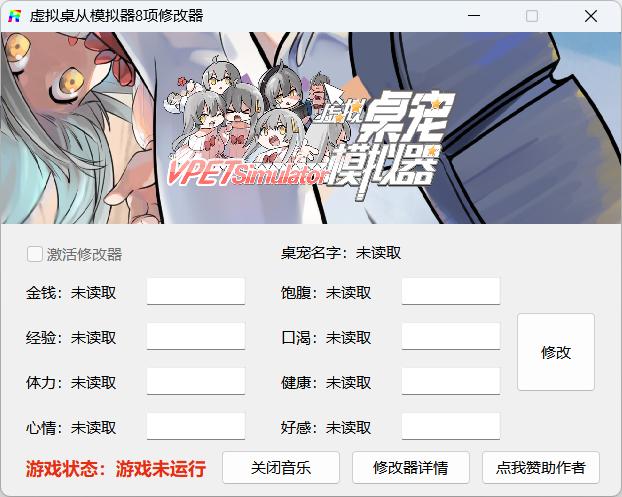 虚拟桌从模拟器8项修改器
虚拟桌宠
模拟器
VPETSimulator
激活修改器
桌宠名字：未读取
金钱：未读取
饱腹：未读取
经验：未读取
口渴：未读取
修改
体力：未读取
健康：未读取
心情：未读取
好感：未读取
游戏状态：游戏未运行
关闭音乐
修改器详情
点我赞助作者